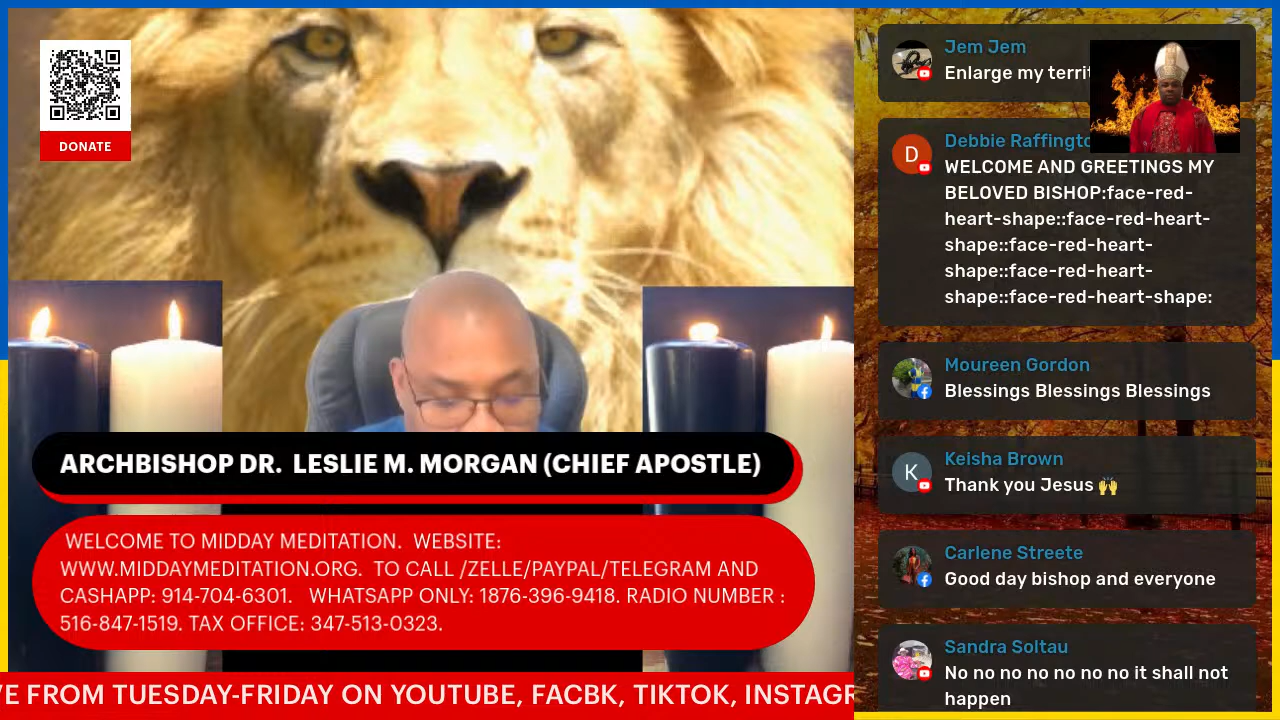 DONATE
ARCHBISHOP DR. LESLIE M. MORGAN (CHIEF APOSTLE)
WELCOME TO MIDDAY MEDITATION. WEBSITE:
WWW.MIDDAYMEDITATION.ORG. TO CALL /ZELLE/PAYPAL/TELEGRAM AND
CASHAPP: 914-704-6301. WHATSAPP ONLY: 1876-396-9418. RADIO NUMBER :
516-847-1519. TAX OFFICE: 347-513-0323.
FROM TUESDAY-FRIDAY ON YOUTUBE, FACBK, TIKTOK, INSTAGR
Jem Jem
Enlarge my
Debbie
WELCOME AND GREETINGS MY
BELOVED BISHOP:face-red-
heart-shape::face-red-heart-
shape::face-red-heart-
shape::face-red-heart-
shape::face-red-heart-shape:
Moureen Gordon
Blessings Blessings Blessings
Keisha Brown
Thank you Jesus 🙌
Carlene Streete
Good day bishop and everyone
Sandra Soltau
No no no no no no no it shall not
happen